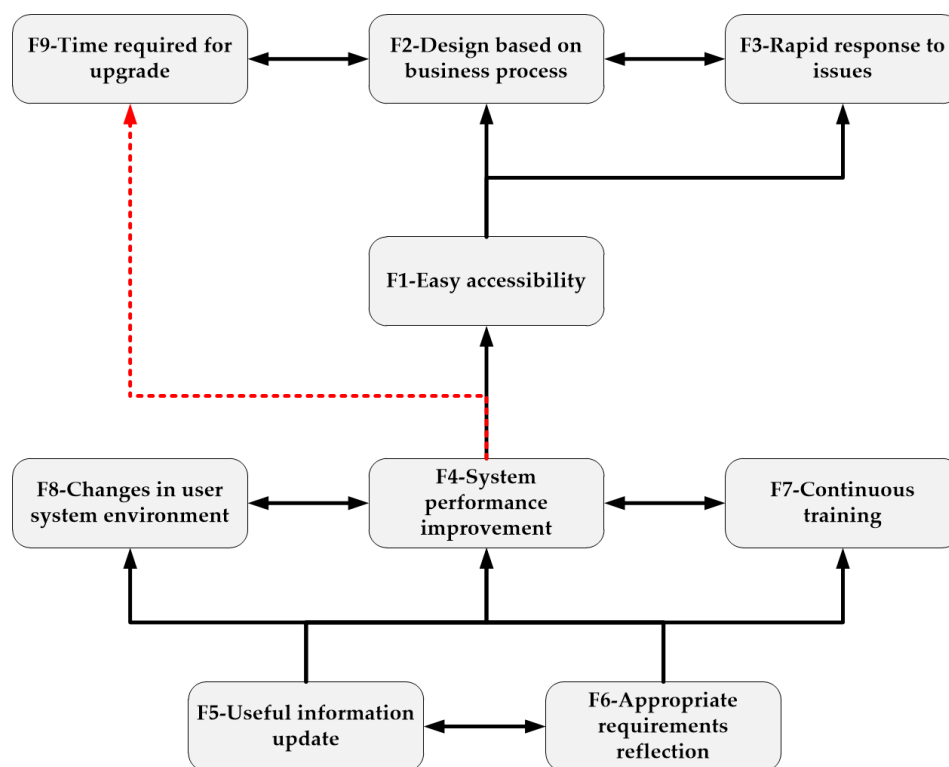 F9-Time required for
upgrade
F2-Design based on
business process
F3-Rapid response to
issues
F1-Easy accessibility
F8-Changes in user
system environment
F4-System
performance
improvement
F7-Continuous
training
F5-Useful information
update
F6-Appropriate
requirements
reflection